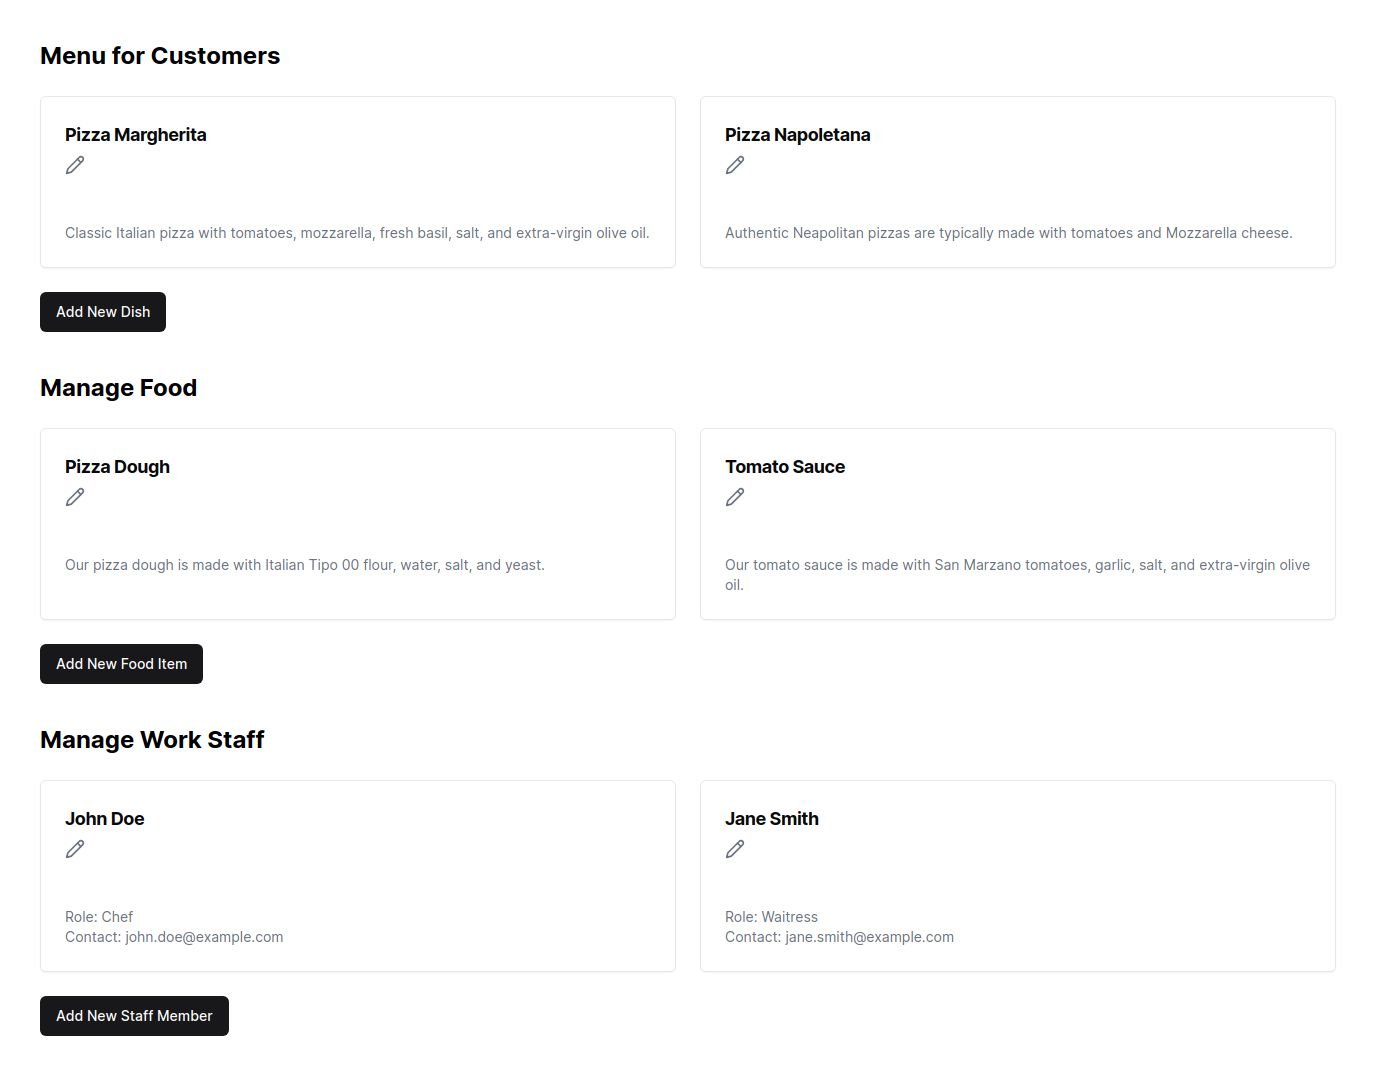 Menu for Customers
Pizza Margherita
Classic Italian pizza with tomatoes, mozzarella, fresh basil, salt, and extra-virgin olive oil.
Pizza Napoletana
Authentic Neapolitan pizzas are typically made with tomatoes and Mozzarella cheese.
Add New Dish
Manage Food
Pizza Dough
Our pizza dough is made with Italian Tipo 00 flour, water, salt, and yeast.
Tomato Sauce
Our tomato sauce is made with San Marzano tomatoes, garlic, salt, and extra-virgin olive
oil.
Add New Food Item
Manage Work Staff
John Doe
Role: Chef
Contact: john.doe@example.com
Jane Smith
Role: Waitress
Contact: jane.smith@example.com
Add New Staff Member